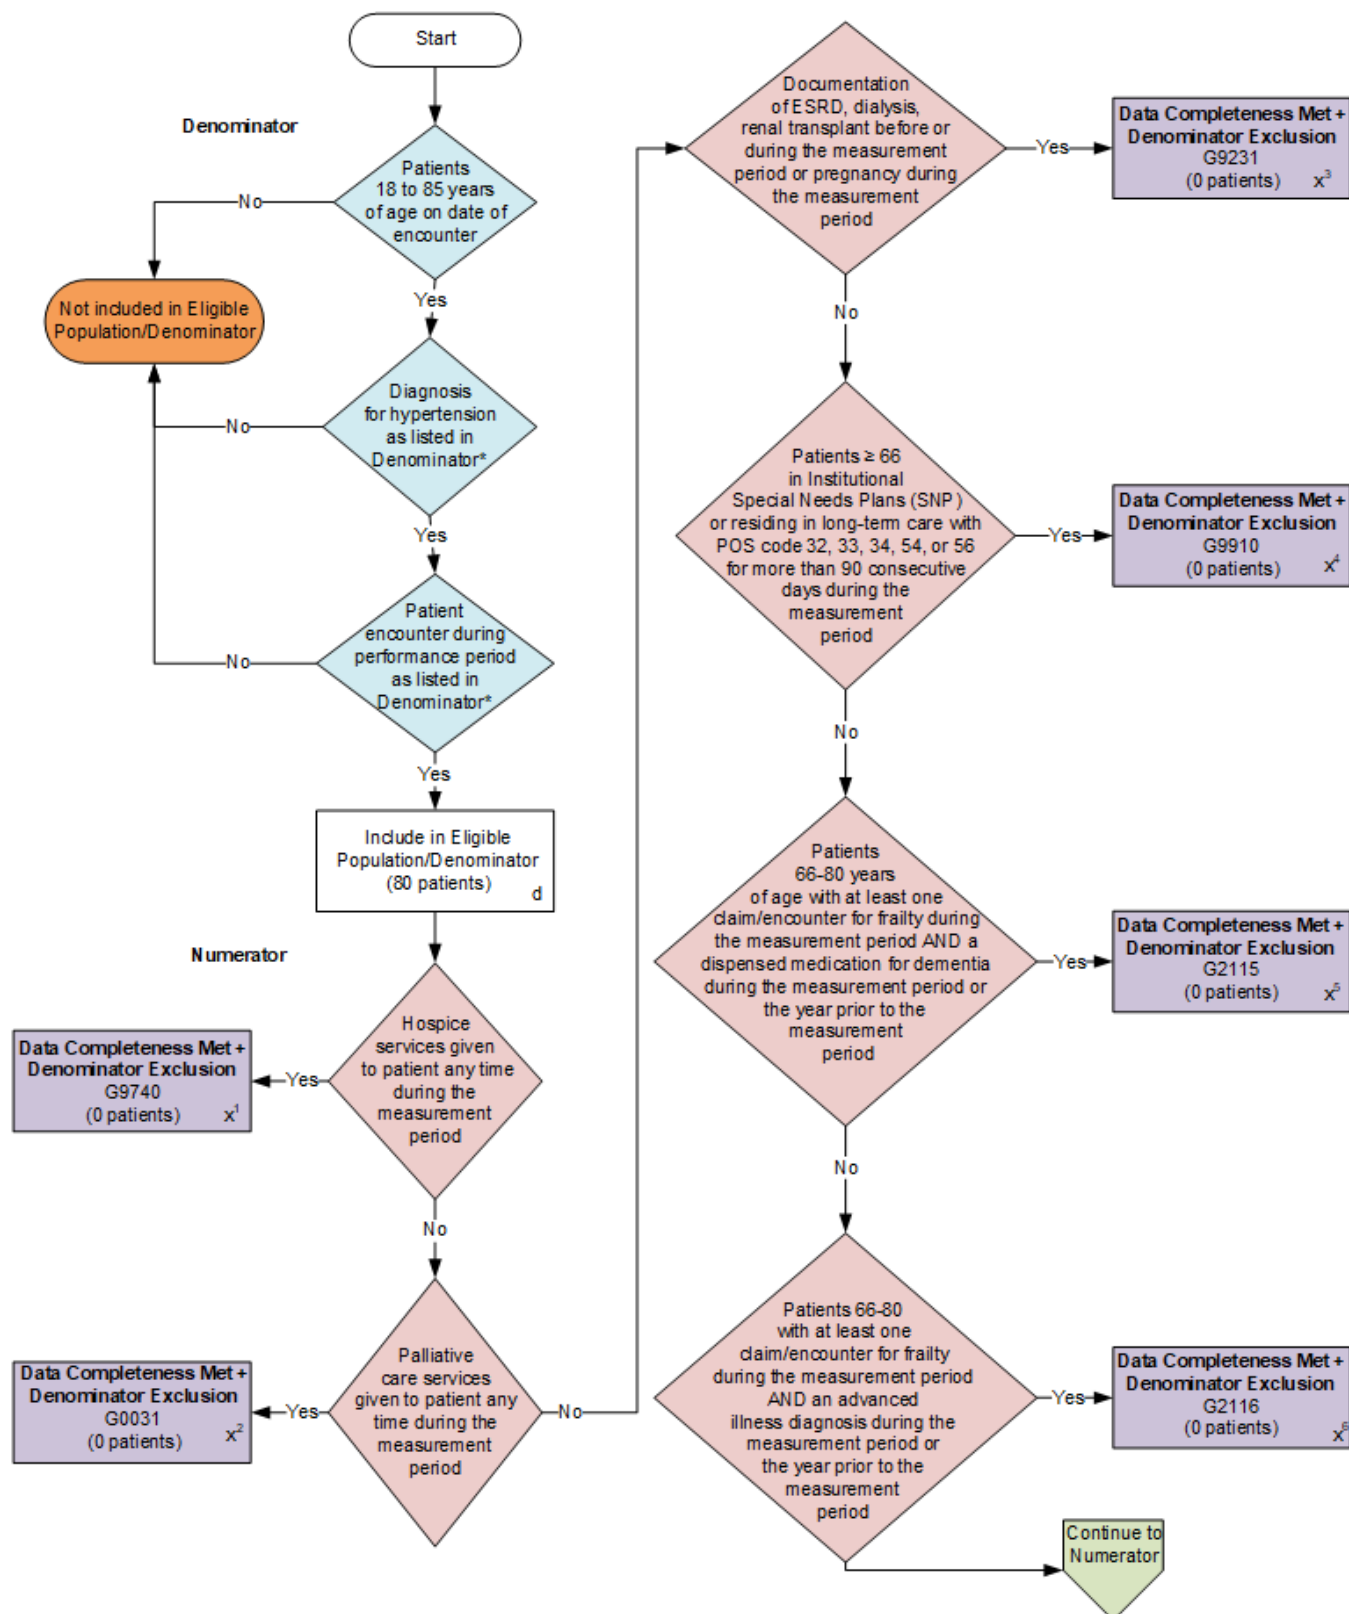 Start
Denominator
Patients
18 to 85 years
of age on date of
encounter
No
Yes
Not included in Eligible
Population/Denominator
Diagnosis
for hypertension
as listed in
Denominator*
No
Yes
Patient
encounter during
performance period
as listed in
Denominator*
No
Yes
Include in Eligible
Population/Denominator
(80 patients)
d
Numerator
Hospice
services given
to patient any time
during the
measurement
period
Yes
Data Completeness Met +
Denominator Exclusion
G9740
(0 patients) x¹
No
Palliative
care services
given to patient any
time during the
measurement
period
Yes
Data Completeness Met +
Denominator Exclusion
G0031
(0 patients) x²
No
Documentation
of ESRD, dialysis,
renal transplant before or
during the measurement
period or pregnancy during
the measurement
period
Yes
Data Completeness Met +
Denominator Exclusion
G9231
(0 patients) x³
No
Patients ≥ 66
in Institutional
Special Needs Plans (SNP)
or residing in long-term care with
POS code 32, 33, 34, 54, or 56
for more than 90 consecutive
days during the
measurement
period
Yes
Data Completeness Met +
Denominator Exclusion
G9910
(0 patients) x⁴
No
Patients
66-80 years
of age with at least one
claim/encounter for frailty during
the measurement period AND a
dispensed medication for dementia
during the measurement period or
the year prior to the
measurement
period
Yes
Data Completeness Met +
Denominator Exclusion
G2115
(0 patients) x⁵
No
Patients 66-80
with at least one
claim/encounter for frailty
during the measurement period
AND an advanced
illness diagnosis during the
measurement period or
the year prior to the
measurement
period
Yes
Data Completeness Met +
Denominator Exclusion
G2116
(0 patients) x⁶
Continue to
Numerator